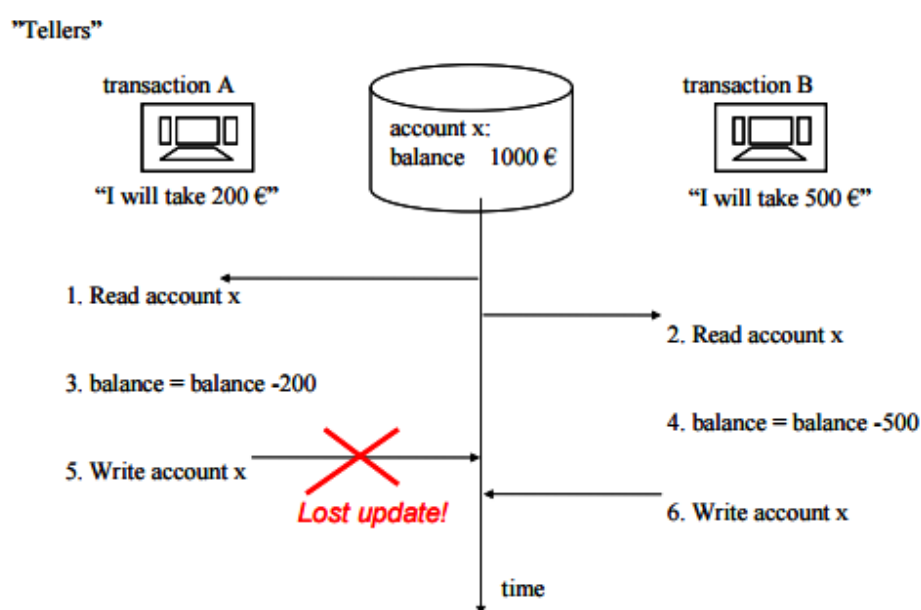 ”Tellers”
transaction A
transaction B
account x:
balance 1000 €
“I will take 200 €”
“I will take 500 €”
1. Read account x
2. Read account x
3. balance = balance -200
4. balance = balance -500
5. Write account x
Lost update!
6. Write account x
time